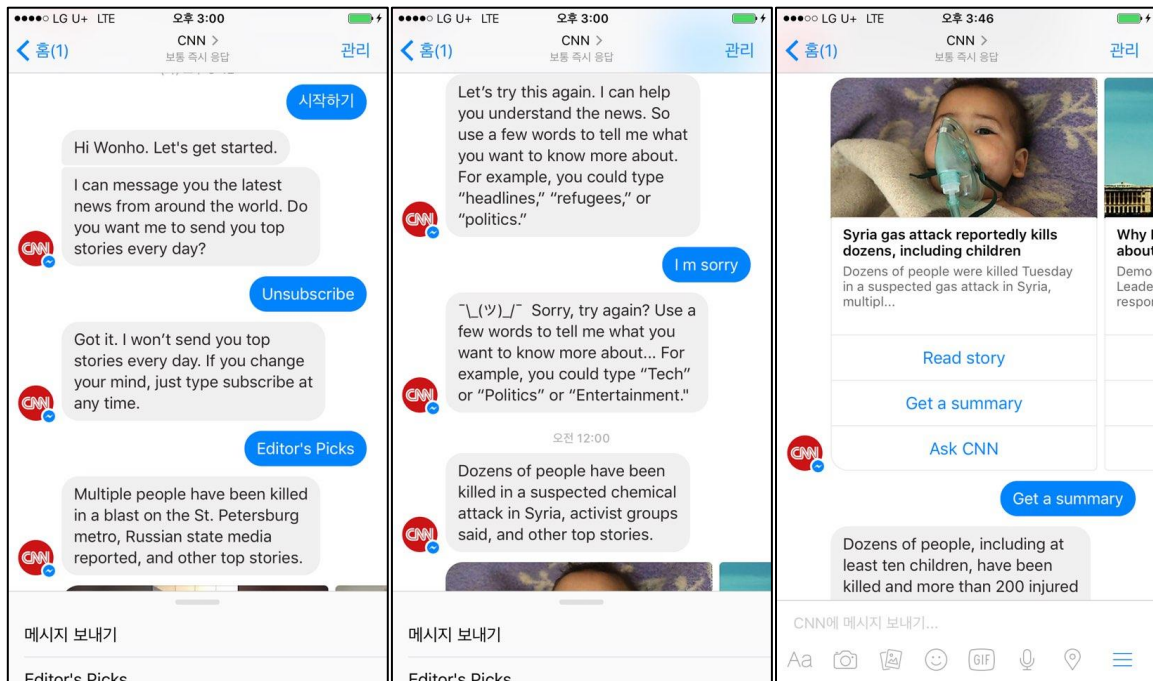 LG U+ LTE 오후 3:00
홈(1) CNN > 관리
보통 즉시 응답
시작하기
Hi Wonho. Let's get started.
I can message you the latest
news from around the world. Do
you want me to send you top
stories every day?
CNN
Unsubscribe
Got it. I won't send you top
stories every day. If you change
your mind, just type subscribe at
any time.
CNN
Editor's Picks
Multiple people have been killed
in a blast on the St. Petersburg
metro, Russian state media
reported, and other top stories.
CNN
메시지 보내기
Editor's Picks
LG U+ LTE 오후 3:00
홈(1) CNN > 관리
보통 즉시 응답
Let's try this again. I can help
you understand the news. So
use a few words to tell me what
you want to know more about.
For example, you could type
“headlines,” “refugees,” or
“politics.”
CNN
I m sorry
¯\_(ツ)_/¯ Sorry, try again? Use a
few words to tell me what you
want to know more about... For
example, you could type “Tech”
or “Politics” or “Entertainment."
CNN
오전 12:00
Dozens of people have been
killed in a suspected chemical
attack in Syria, activist groups
said, and other top stories.
CNN
메시지 보내기
Editor's Picks
LG U+ LTE 오후 3:46
홈(1) CNN > 관리
보통 즉시 응답
Syria gas attack reportedly kills
dozens, including children
Dozens of people were killed Tuesday
in a suspected gas attack in Syria,
multipl...
Read story
Get a summary
Ask CNN
CNN
Why
about
Demo
Leade
respo
Get a summary
Dozens of people, including at
least ten children, have been
killed and more than 200 injured
CNN에 메시지 보내기...
Aa GIF